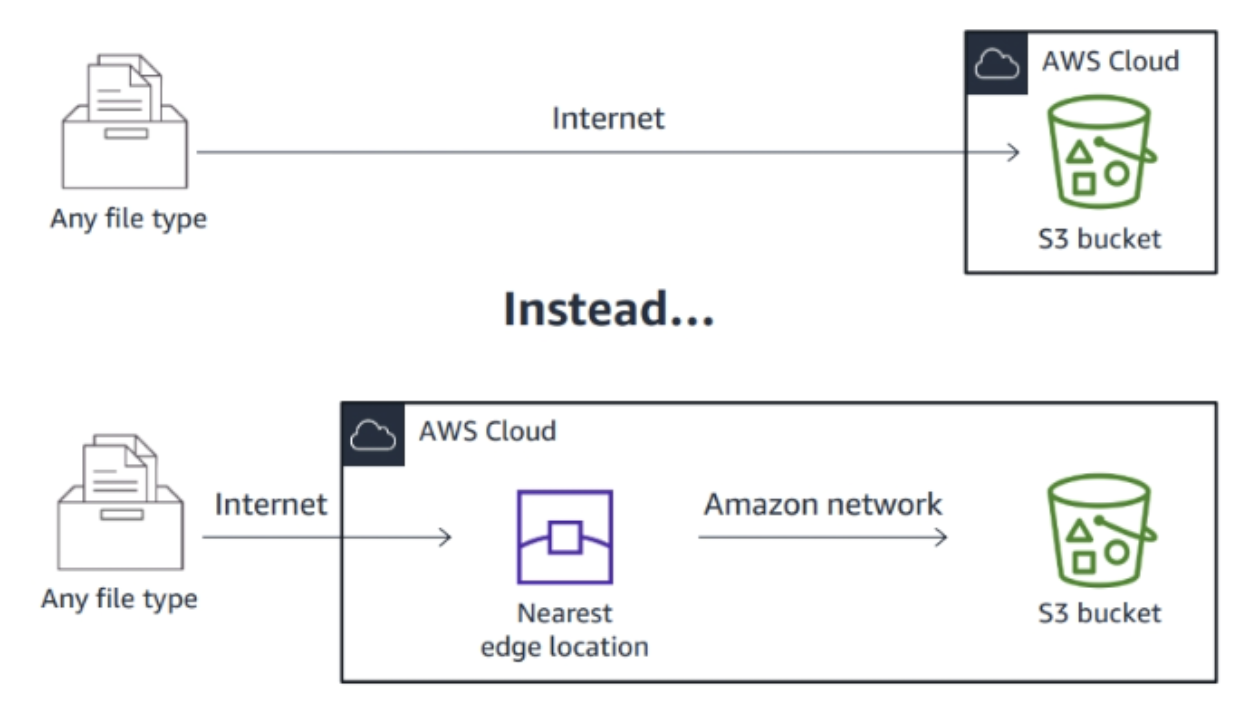 AWS Cloud
Internet
Any file type
S3 bucket
Instead...
AWS Cloud
Internet
Amazon network
Any file type
Nearest
edge location
S3 bucket